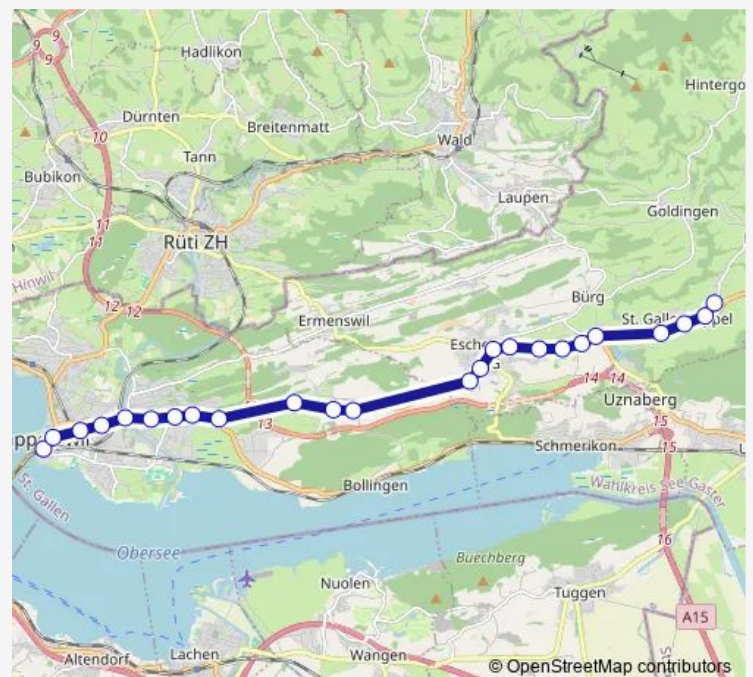 9
9
9
Hadlikon
Hintergo
Dürnten
10
Breitenmatt
Wald
Tann
Bubikon
Laupen
Goldingen
11
11
Rüti ZH
Hinwil
Bürg
12
12
Ermenswil
St. Galle
pel
Esche
14
14
Uznaberg
13
15
15
Schmerikon
Bollingen
St. Gallen
Wahlkreis See-Gaster
Obersee
16
Buechberg
Nuolen
Tuggen
A15
Altendorf
Lachen
Wangen
© OpenStreetMap contributors